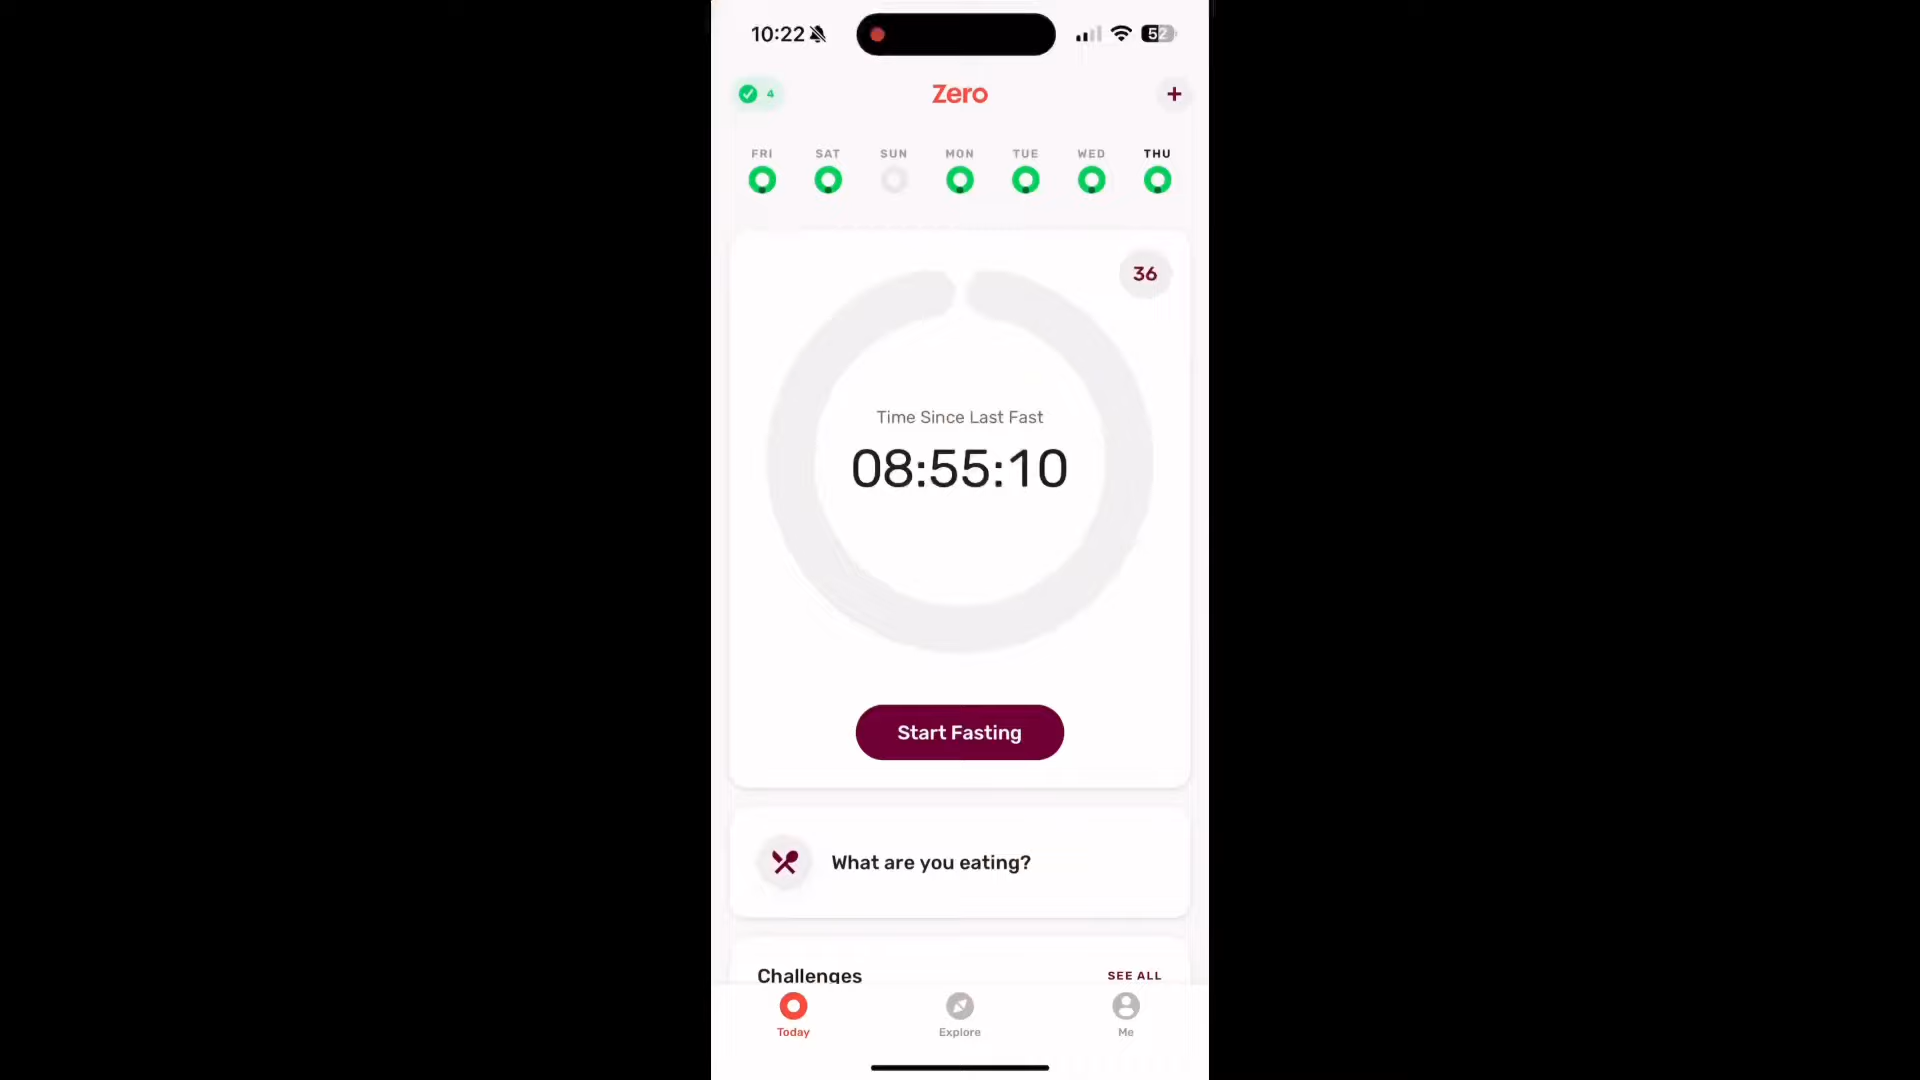 10:22
52
4
Zero
+
FRI SAT SUN MON TUE WED THU
36
Time Since Last Fast
08:55:10
Start Fasting
What are you eating?
Challenges
SEE ALL
Today
Explore
Me